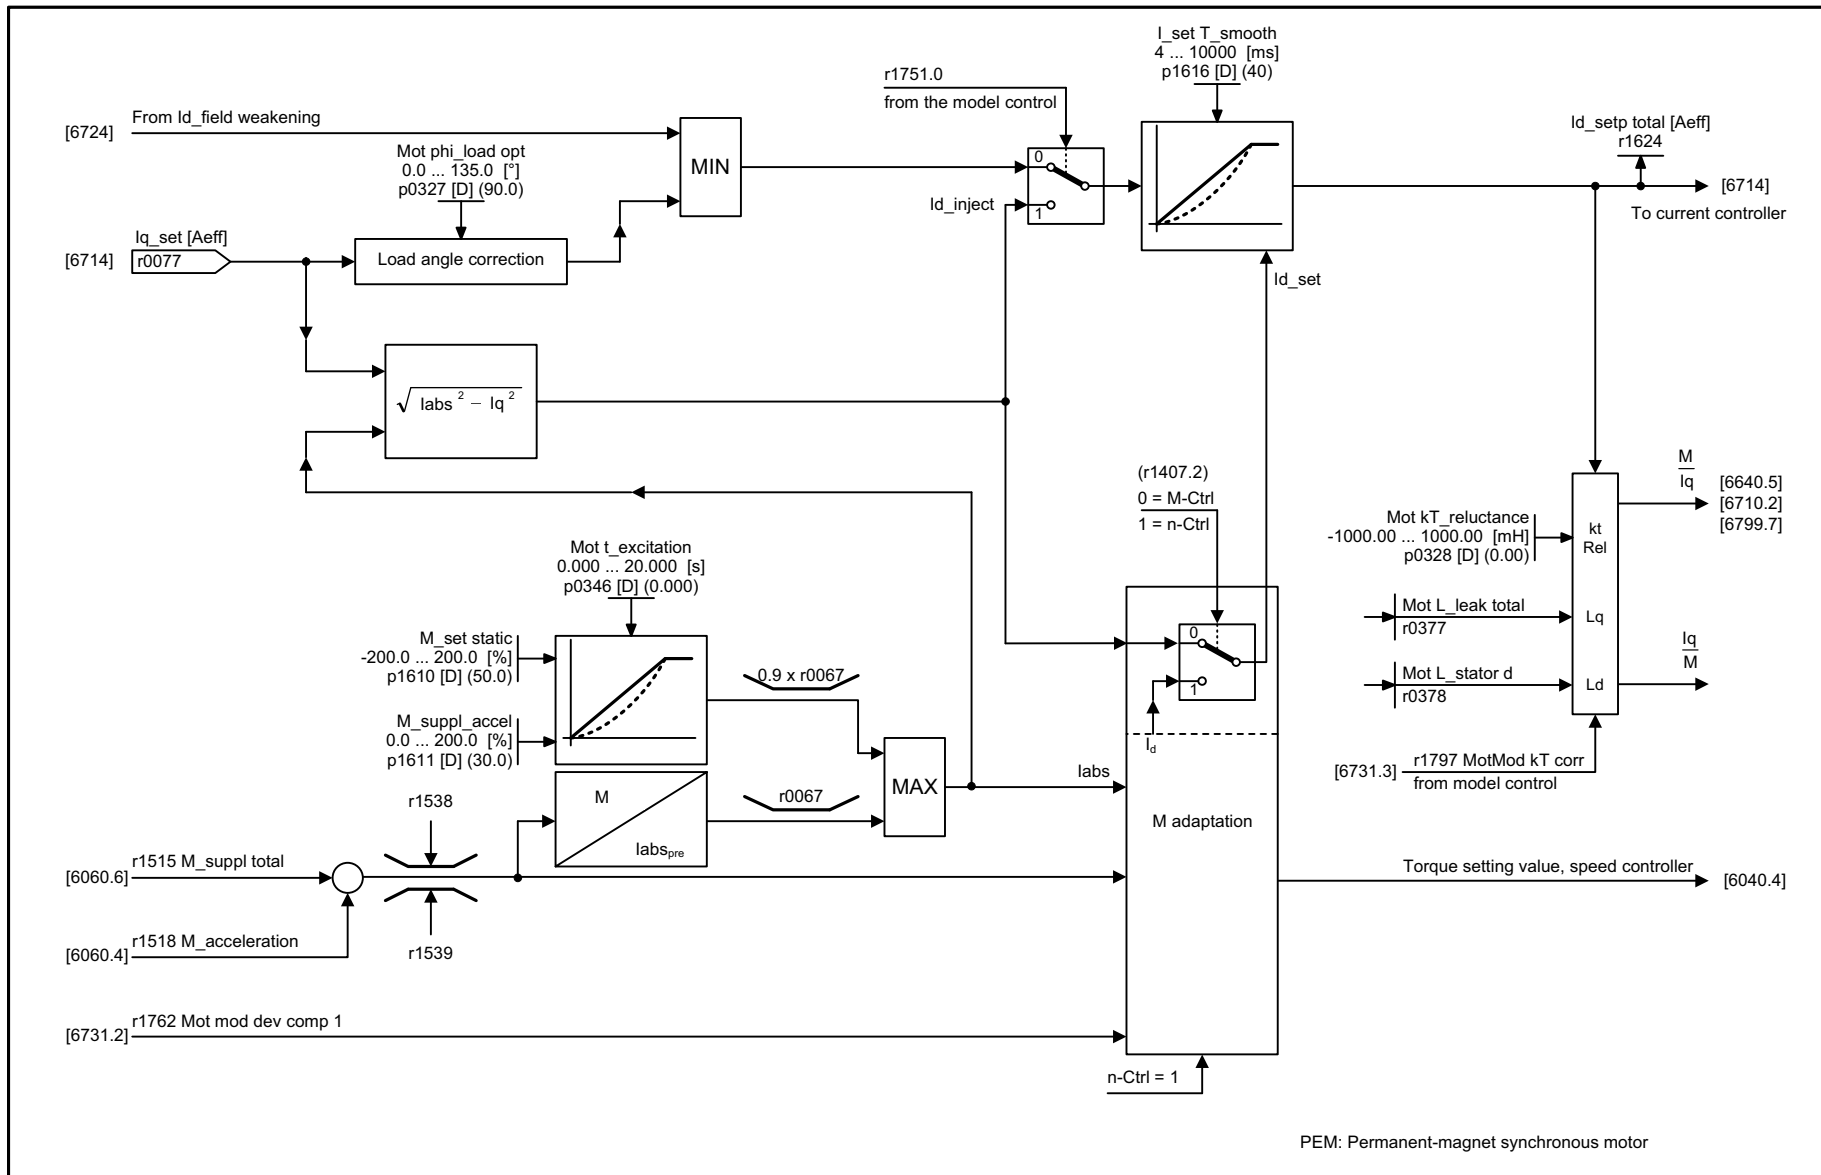 I_set T_smooth
4 ... 10000 [ms]
p1616 [D] (40)
r1751.0
from the model control
[6724]
From Id_field weakening
Mot phi_load opt
0.0 ... 135.0 [°]
p0327 [D] (90.0)
MIN
0
1
Id_inject
Id_setp total [Aeff]
r1624
[6714]
To current controller
Iq_set [Aeff]
[6714]
r0077
Load angle correction
Id_set
√ Iabs ² − Iq ²
(r1407.2)
0 = M-Ctrl
1 = n-Ctrl
M
Iq
[6640.5]
[6710.2]
[6799.7]
Mot kT_reluctance
-1000.00 ... 1000.00 [mH]
p0328 [D] (0.00)
kt
Rel
Mot t_excitation
0.000 ... 20.000 [s]
p0346 [D] (0.000)
Mot L_leak total
r0377
Lq
M_set static
-200.0 ... 200.0 [%]
p1610 [D] (50.0)
0
1
Iq
M
Mot L_stator d
r0378
Ld
0.9 x r0067
M_suppl_accel
0.0 ... 200.0 [%]
p1611 [D] (30.0)
Id
[6731.3]
r1797 MotMod kT corr
from model control
Iabs
MAX
M
Iabspre
r0067
r1538
M adaptation
[6060.6]
r1515 M_suppl total
Torque setting value, speed controller
[6040.4]
[6060.4]
r1518 M_acceleration
r1539
[6731.2]
r1762 Mot mod dev comp 1
n-Ctrl = 1
PEM: Permanent-magnet synchronous motor